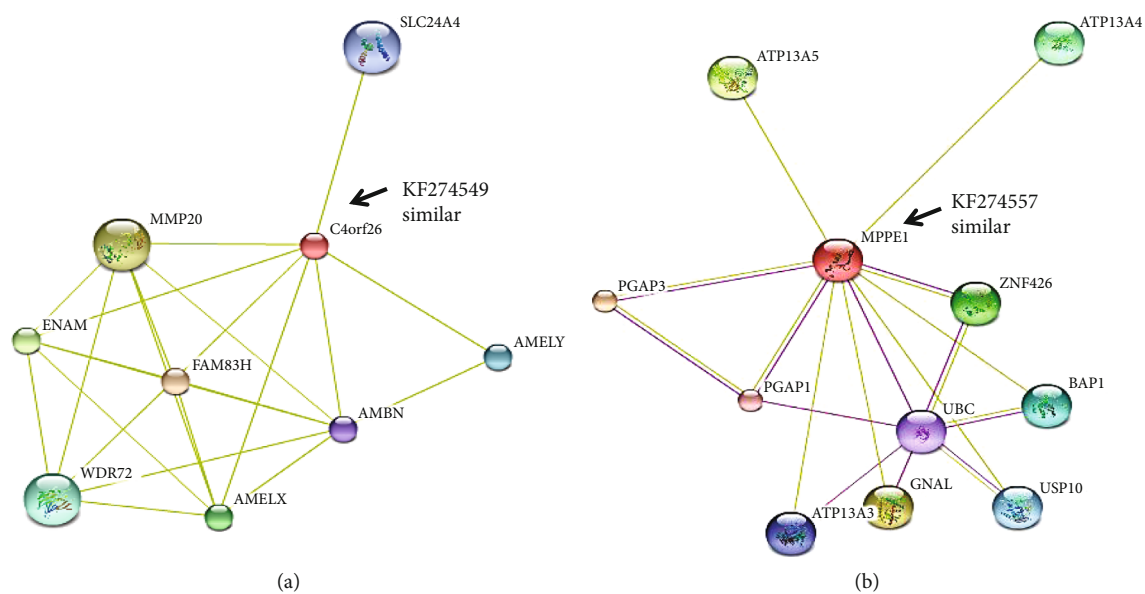 SLC24A4
KF274549
similar
MMP20
C4orf26
ENAM
FAM83H
AMELY
AMBN
WDR72
AMELX
(a)
ATP13A4
ATP13A5
KF274557
similar
MPPE1
PGAP3
ZNF426
PGAP1
BAP1
UBC
GNAL
USP10
ATP13A3
(b)